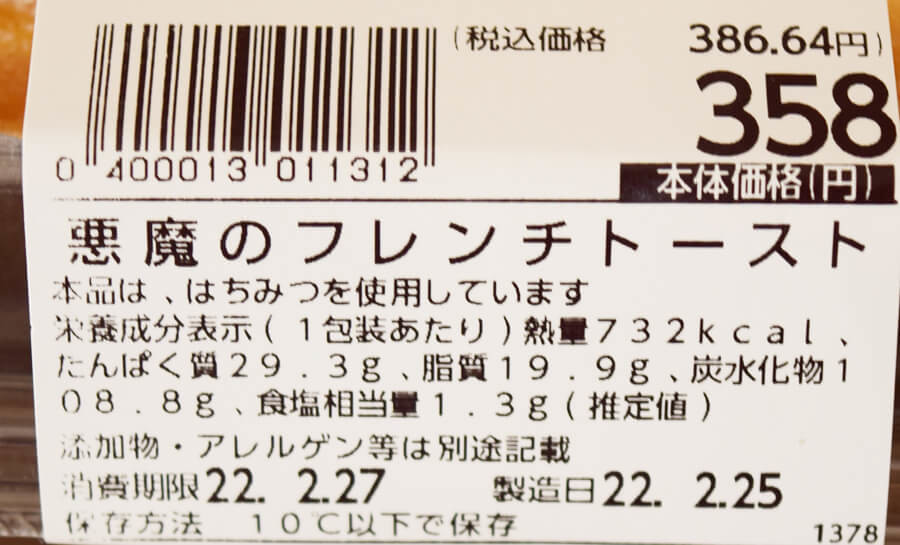 (税込価格 386.64円)
358
本体価格(円)
0 400013 011312
悪魔のフレンチトースト
本品は、はちみつを使用しています
栄養成分表示(1包装あたり)熱量732kcal、
たんぱく質29.3g、脂質19.9g、炭水化物1
08.8g、食塩相当量1.3g(推定値)
添加物・アレルゲン等は別途記載
消費期限22. 2.27 製造日22. 2.25
保存方法 10℃以下で保存
1378